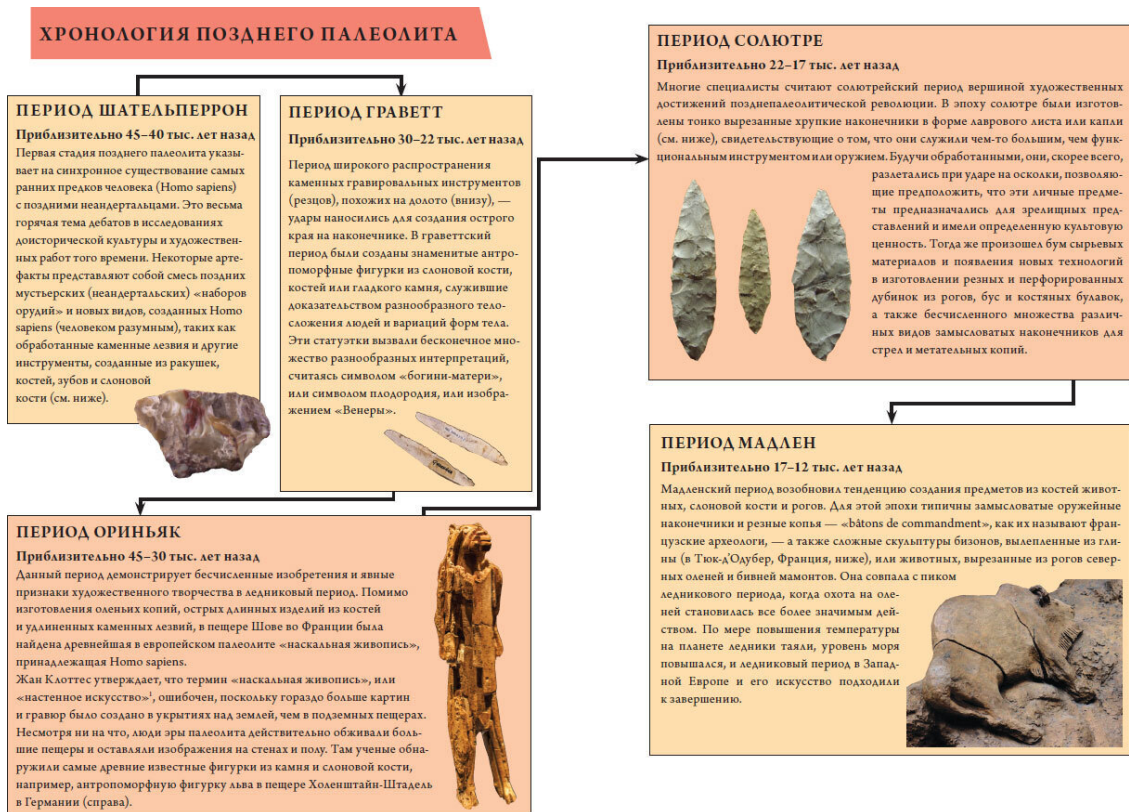 ХРОНОЛОГИЯ ПОЗДНЕГО ПАЛЕОЛИТА
ПЕРИОД ШАТЕЛЬПЕРРОН
Приблизительно 45–40 тыс. лет назад
Первая стадия позднего палеолита указы-
вает на синхронное существование самых
ранних предков человека (Homo sapiens)
с поздними неандертальцами. Это весьма
горячая тема дебатов в исследованиях
доисторической культуры и художествен-
ных работ того времени. Некоторые арте-
факты представляют собой смесь поздних
мустьерских (неандертальских) «наборов
орудий» и новых видов, созданных Homo
sapiens (человеком разумным), таких как
обработанные каменные лезвия и другие
инструменты, созданные из ракушек,
костей, зубов и слоновой
кости (см. ниже).
ПЕРИОД ГРАВЕТТ
Приблизительно 30–22 тыс. лет назад
Период широкого распространения
каменных гравировальных инструментов
(резцов), похожих на долото (внизу), —
удары наносились для создания острого
края на наконечнике. В граветтский
период были созданы знаменитые антро-
поморфные фигурки из слоновой кости,
костей или гладкого камня, служившие
доказательством разнообразного тело-
сложения людей и вариаций форм тела.
Эти статуэтки вызвали бесконечное мно-
жество разнообразных интерпретаций,
считаясь символом «богини-матери»,
или символом плодородия, или изобра-
жением «Венеры».
ПЕРИОД ОРИНЬЯК
Приблизительно 45–30 тыс. лет назад
Данный период демонстрирует бесчисленные изобретения и явные
признаки художественного творчества в ледниковый период. Помимо
изготовления оленьих копий, острых длинных изделий из костей
и удлиненных каменных лезвий, в пещере Шове во Франции была
найдена древнейшая в европейском палеолите «наскальная живопись»,
принадлежащая Homo sapiens.
Жан Клоттес утверждает, что термин «наскальная живопись», или
«настенное искусство»¹, ошибочен, поскольку гораздо больше картин
и гравюр было создано в укрытиях над землей, чем в подземных пещерах.
Несмотря ни на что, люди эры палеолита действительно обживали боль-
шие пещеры и оставляли изображения на стенах и полу. Там ученые обна-
ружили самые древние известные фигурки из камня и слоновой кости,
например, антропоморфную фигурку льва в пещере Холенштайн-Штадель
в Германии (справа).
ПЕРИОД СОЛЮТРЕ
Приблизительно 22–17 тыс. лет назад
Многие специалисты считают солютрейский период вершиной художественных
достижений позднепалеолитической революции. В эпоху солютре были изготов-
лены тонко вырезанные хрупкие наконечники в форме лаврового листа или капли
(см. ниже), свидетельствующие о том, что они служили чем-то большим, чем функ-
циональным инструментом или оружием. Будучи обработанными, они, скорее всего,
разлетались при ударе на осколки, позволяю-
щие предположить, что эти личные предме-
ты предназначались для зрелищных пред-
ставлений и имели определенную культовую
ценность. Тогда же произошел бум сырьевых
материалов и появления новых технологий
в изготовлении резных и перфорированных
дубинок из рогов, бус и костяных булавок,
а также бесчисленного множества различ-
ных видов замысловатых наконечников для
стрел и метательных копий.
ПЕРИОД МАДЛЕН
Приблизительно 17–12 тыс. лет назад
Мадленский период возобновил тенденцию создания предметов из костей живот-
ных, слоновой кости и рогов. Для этой эпохи типичны замысловатые оружейные
наконечники и резные копья — «bâtons de commandment», как их называют фран-
цузские археологи, — а также сложные скульптуры бизонов, вылепленные из гли-
ны (в Тюк-д'Одубер, Франция, ниже), или животных, вырезанные из рогов север-
ных оленей и бивней мамонтов. Она совпала с пиком
ледникового периода, когда охота на оле-
ней становилась все более значимым дей-
ством. По мере повышения температуры
на планете ледники таяли, уровень моря
повышался, и ледниковый период в Запад-
ной Европе и его искусство подходили
к завершению.